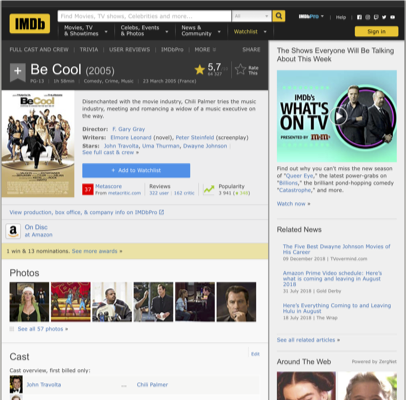 IMDb
Find Movies, TV shows, Celebrities and more...
All
IMDbPro
Help
Movies, TV
& Showtimes
Celebs, Events
& Photos
News &
Community
Watchlist
Sign in
FULL CAST AND CREW
TRIVIA
USER REVIEWS
IMDbPro
MORE
SHARE
Be Cool (2005)
PG-13 | 1h 58min | Comedy, Crime, Music | 23 March 2005 (France)
5,7
Rate
This
BeCool
Disenchanted with the movie industry, Chili Palmer tries the music
industry, meeting and romancing a widow of a music executive on
the way.
Director: F. Gary Gray
Writers: Elmore Leonard (novel), Peter Steinfeld (screenplay)
Stars: John Travolta, Uma Thurman, Dwayne Johnson
See full cast & crew »
+ Add to Watchlist
37
Metascore
From metacritic.com
Reviews
322 user | 162 critic
Popularity
View production, box office, & company info on IMDbPro
On Disc
at Amazon
1 win & 13 nominations. See more awards »
Photos
See all 57 photos »
Cast
Edit
Cast overview, first billed only:
John Travolta ... Chili Palmer
The Shows Everyone Will Be Talking
About This Week
IMDb's
WHAT'S
ON TV
PRESENTED BY
Find out why you can't miss the new season
of "Queer Eye," the latest power-grabs on
"Billions," the brilliant pond-hopping comedy
"Catastrophe," and more.
Watch now »
Related News
The Five Best Dwayne Johnson Movies of
His Career
09 December 2018 | TVovermind.com
Amazon Prime Video schedule: Here's
what is coming and leaving in August
2018
31 July 2018 | Gold Derby
Here's Everything Coming to and Leaving
Hulu in August
18 July 2018 | The Wrap
See all related articles »
Around The Web
Powered by ZergNet